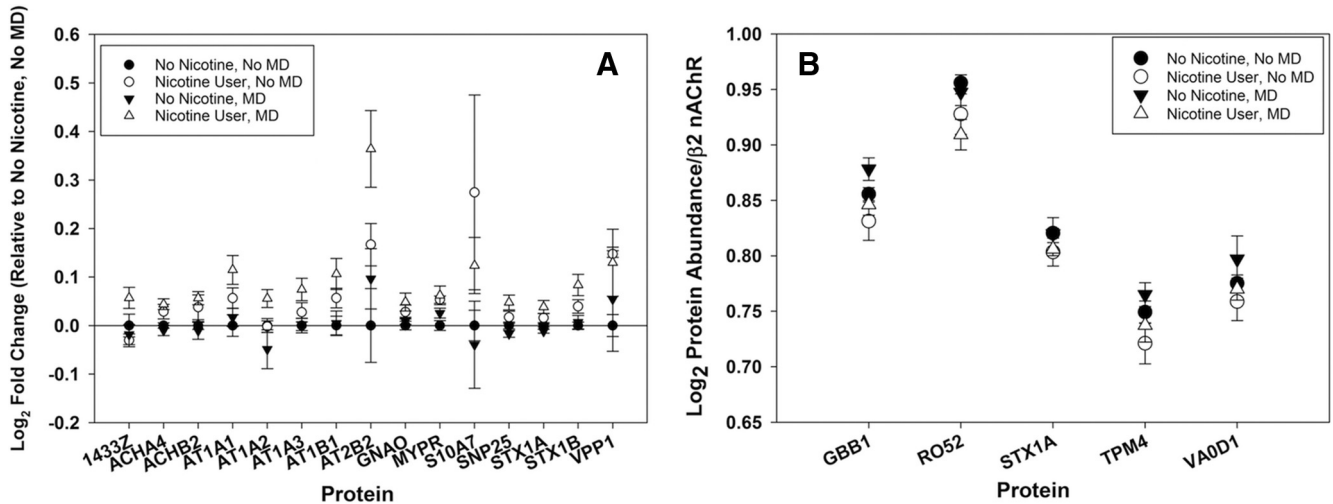 Log2 Fold Change (Relative to No Nicotine, No MD)
0.6
0.5
0.4
0.3
0.2
0.1
0.0
-0.1
-0.2
No Nicotine, No MD
Nicotine User, No MD
No Nicotine, MD
Nicotine User, MD
A
1433Z
ACHA4
ACHB2
AT1A1
AT1A2
AT1A3
AT1B1
AT2B2
GNAO
MYPR
S10A7
SNP25
STX1A
STX1B
VPP1
Protein
Log2 Protein Abundance/β2 nAChR
1.00
0.95
0.90
0.85
0.80
0.75
0.70
0.65
B
No Nicotine, No MD
Nicotine User, No MD
No Nicotine, MD
Nicotine User, MD
GBB1
RO52
STX1A
TPM4
VA0D1
Protein